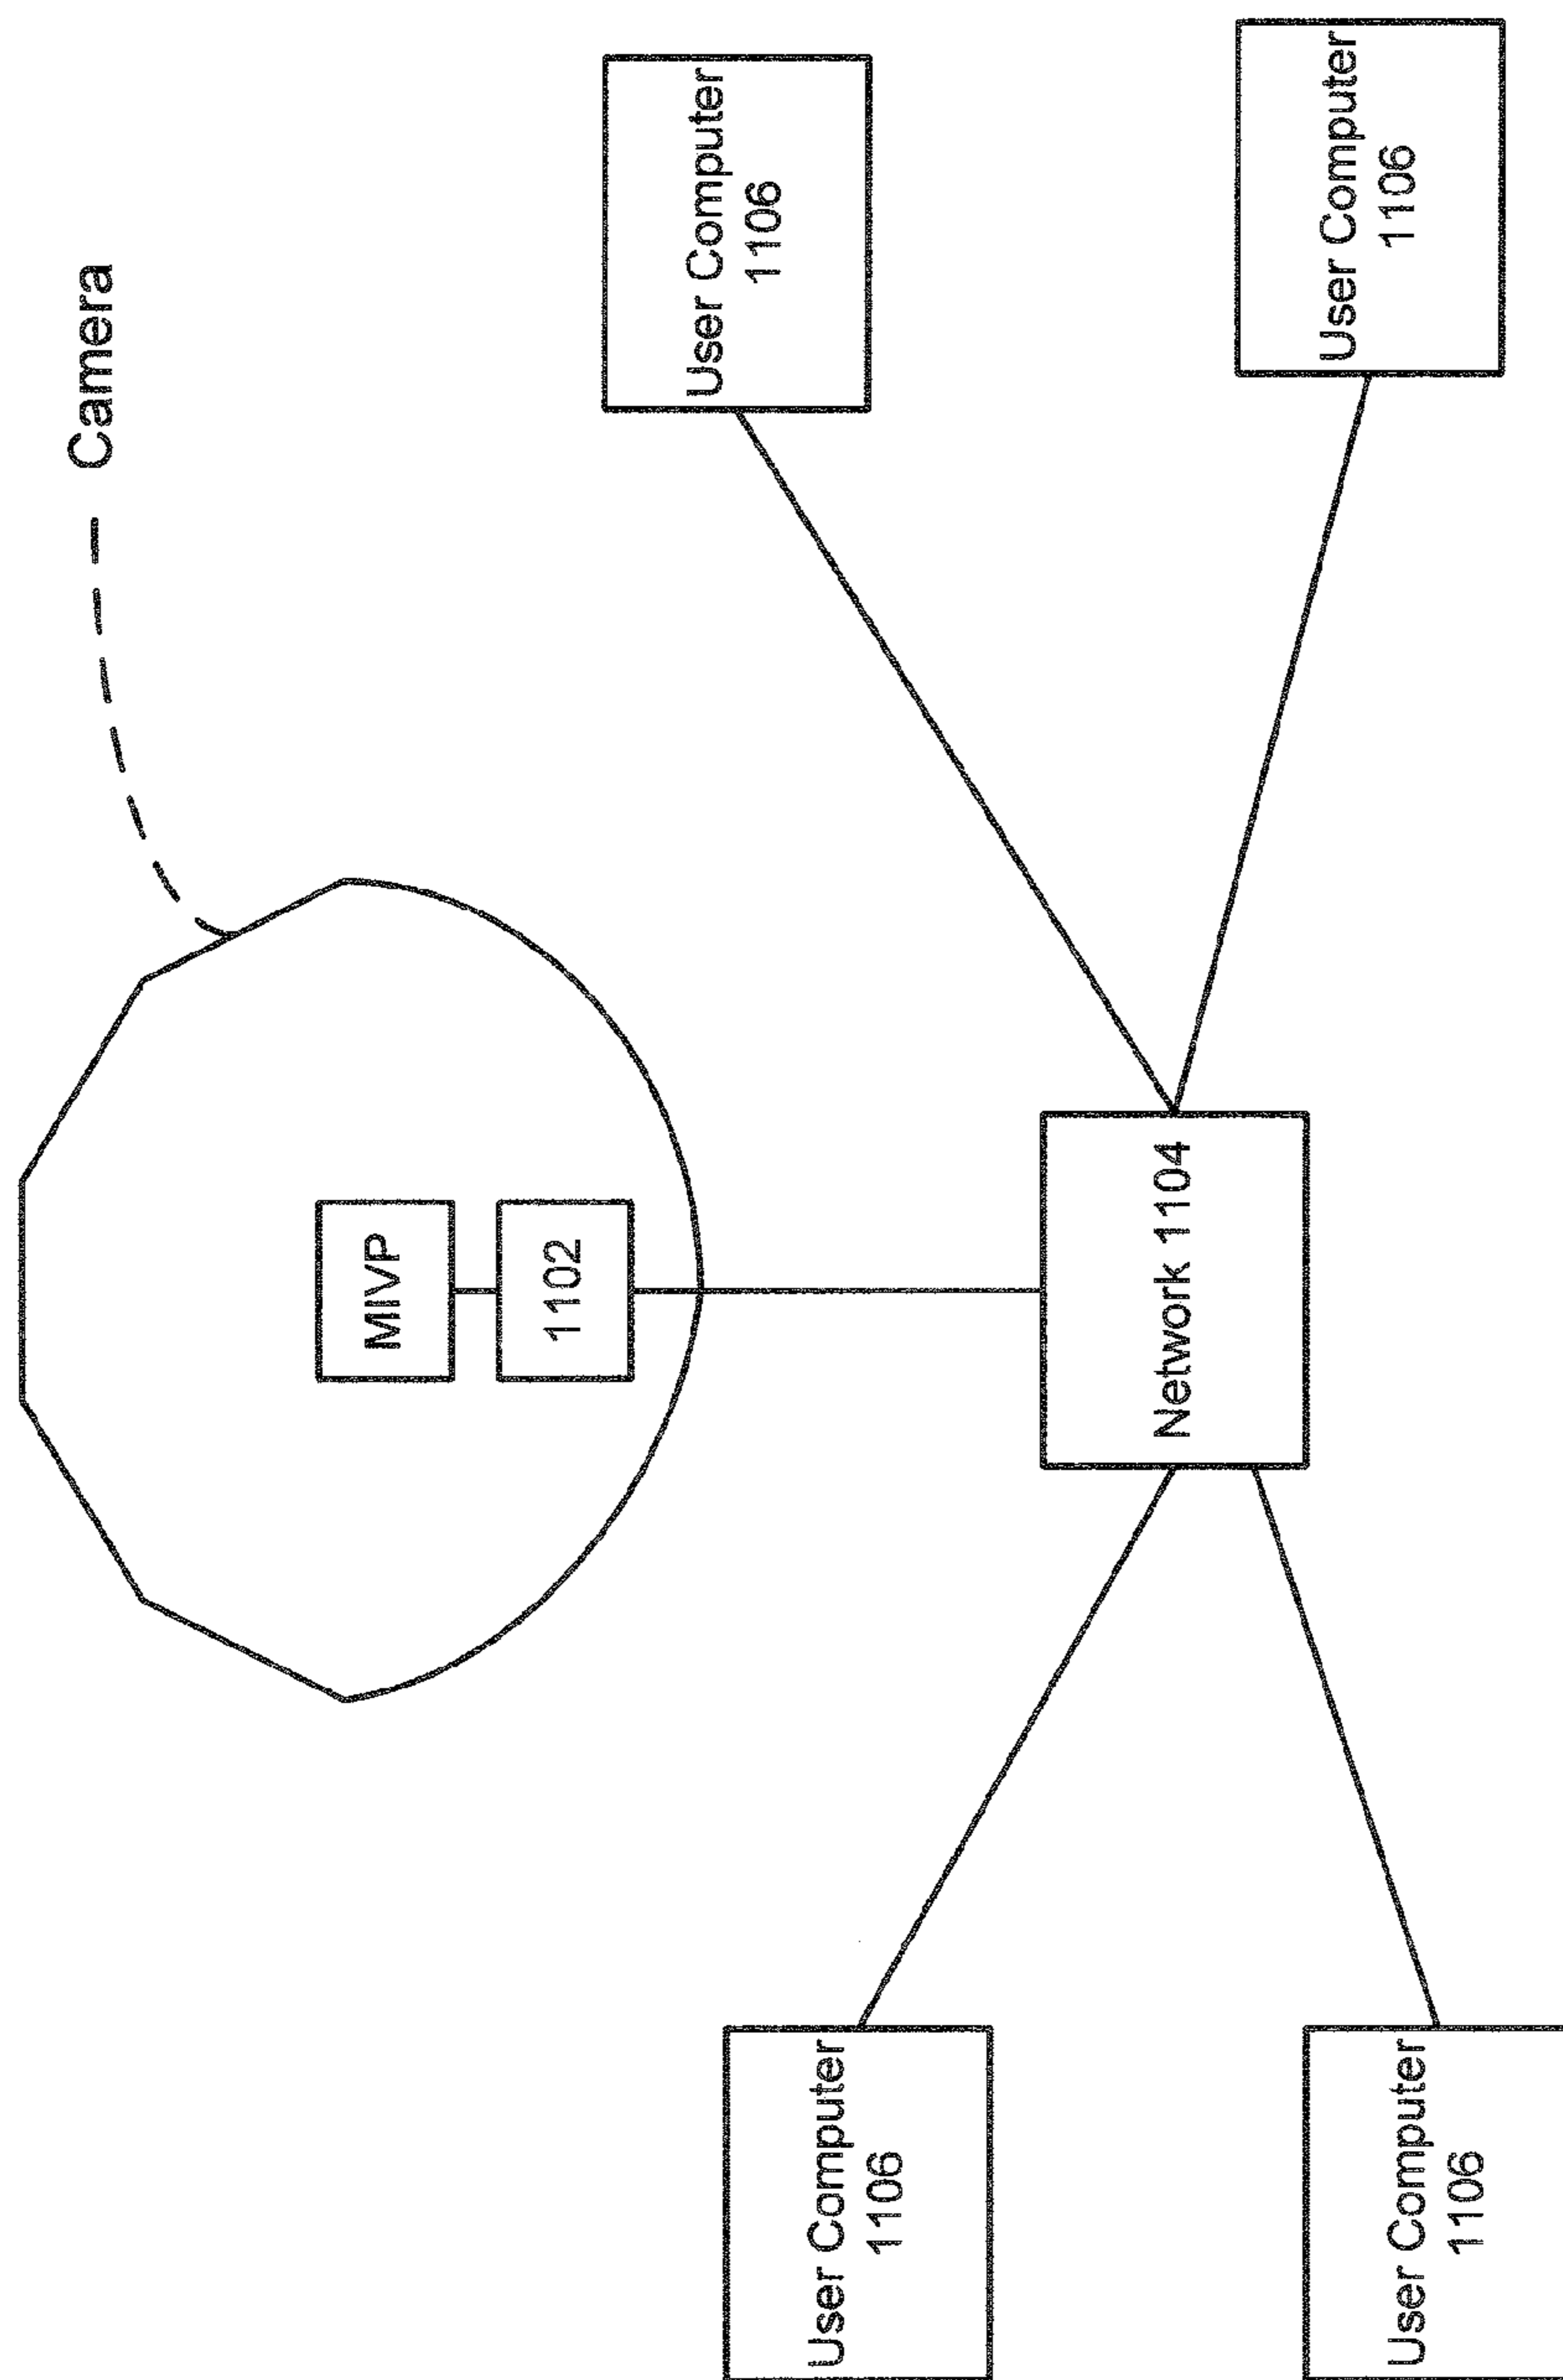 Camera
MIVP
1102
Network 1104
User Computer
1106
User Computer
1106
User Computer
1106
User Computer
1106